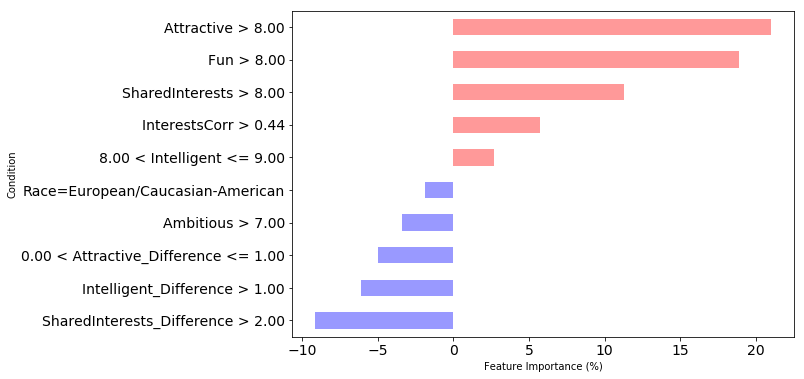 Attractive > 8.00
Fun > 8.00
SharedInterests > 8.00
InterestsCorr > 0.44
8.00 < Intelligent <= 9.00
Race=European/Caucasian-American
Ambitious > 7.00
0.00 < Attractive_Difference <= 1.00
Intelligent_Difference > 1.00
SharedInterests_Difference > 2.00
Condition
−10 −5 0 5 10 15 20
Feature Importance (%)